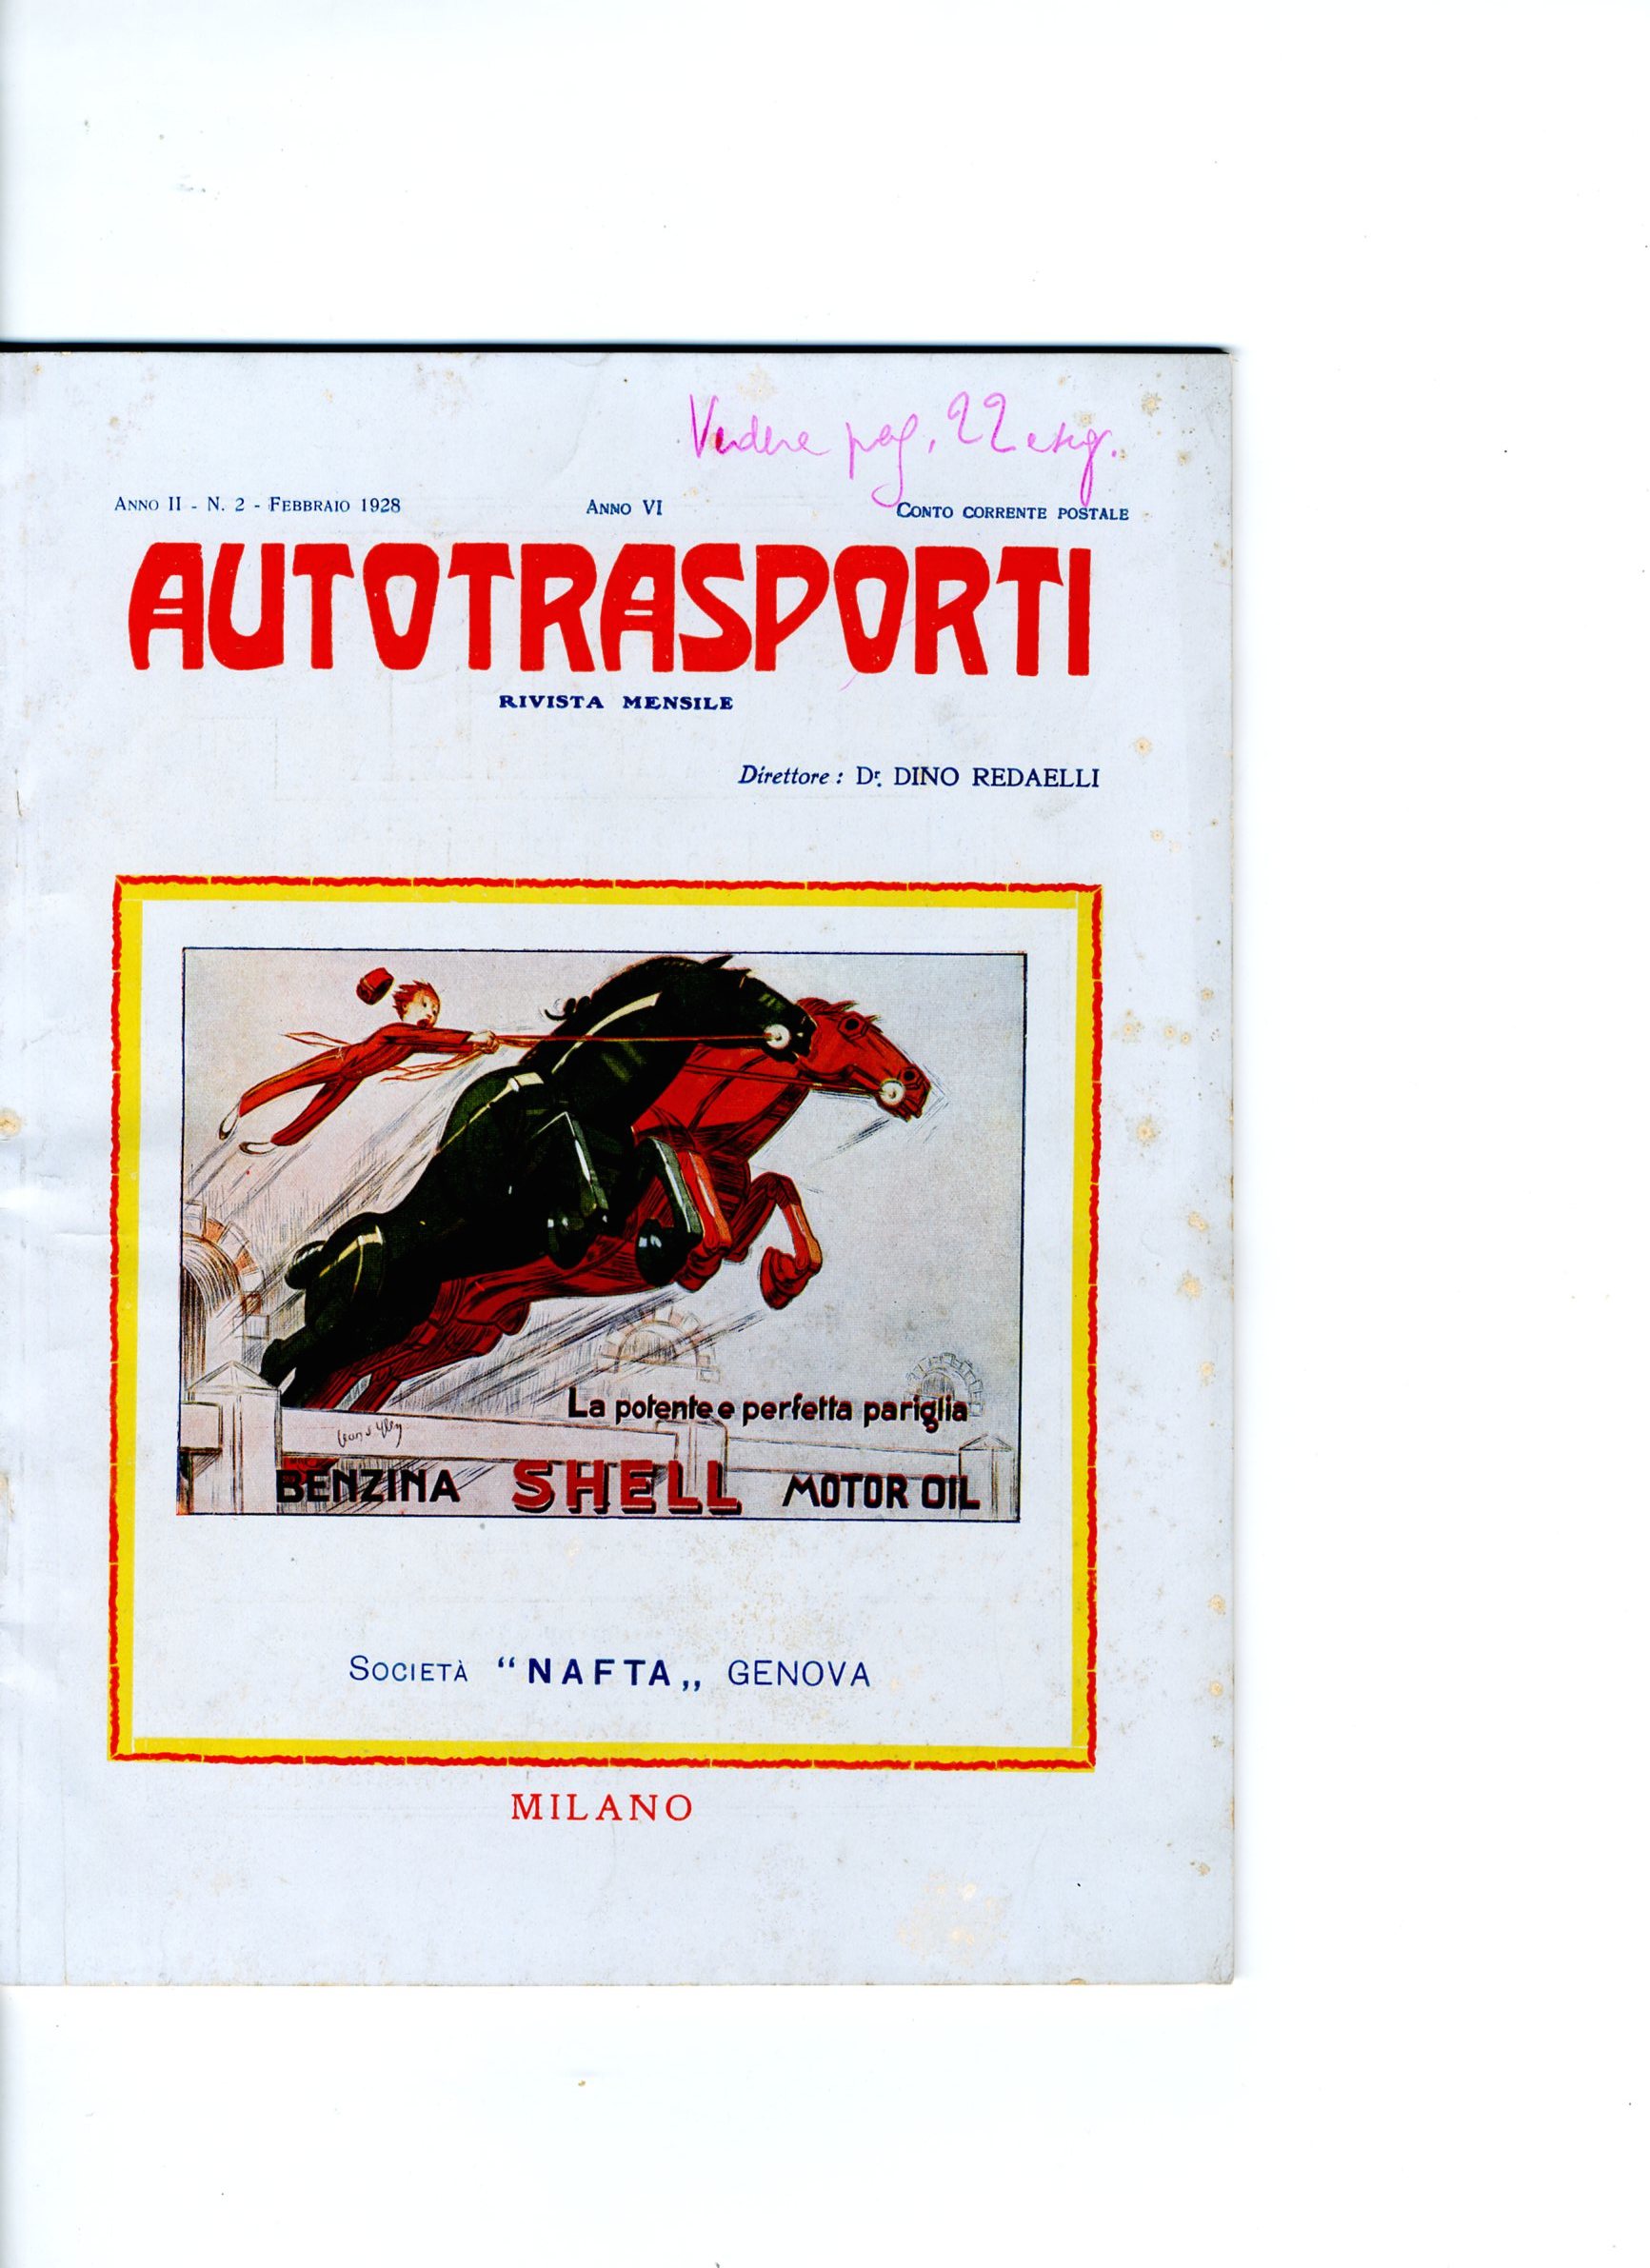 Vedere pag. 22 e seg.
ANNO II - N. 2 - FEBBRAIO 1928 ANNO VI CONTO CORRENTE POSTALE
AUTOTRASPORTI
RIVISTA MENSILE
Direttore : Dr. DINO REDAELLI
La potente e perfetta pariglia
BENZINA SHELL MOTOR OIL
SOCIETÀ “NAFTA„ GENOVA
MILANO